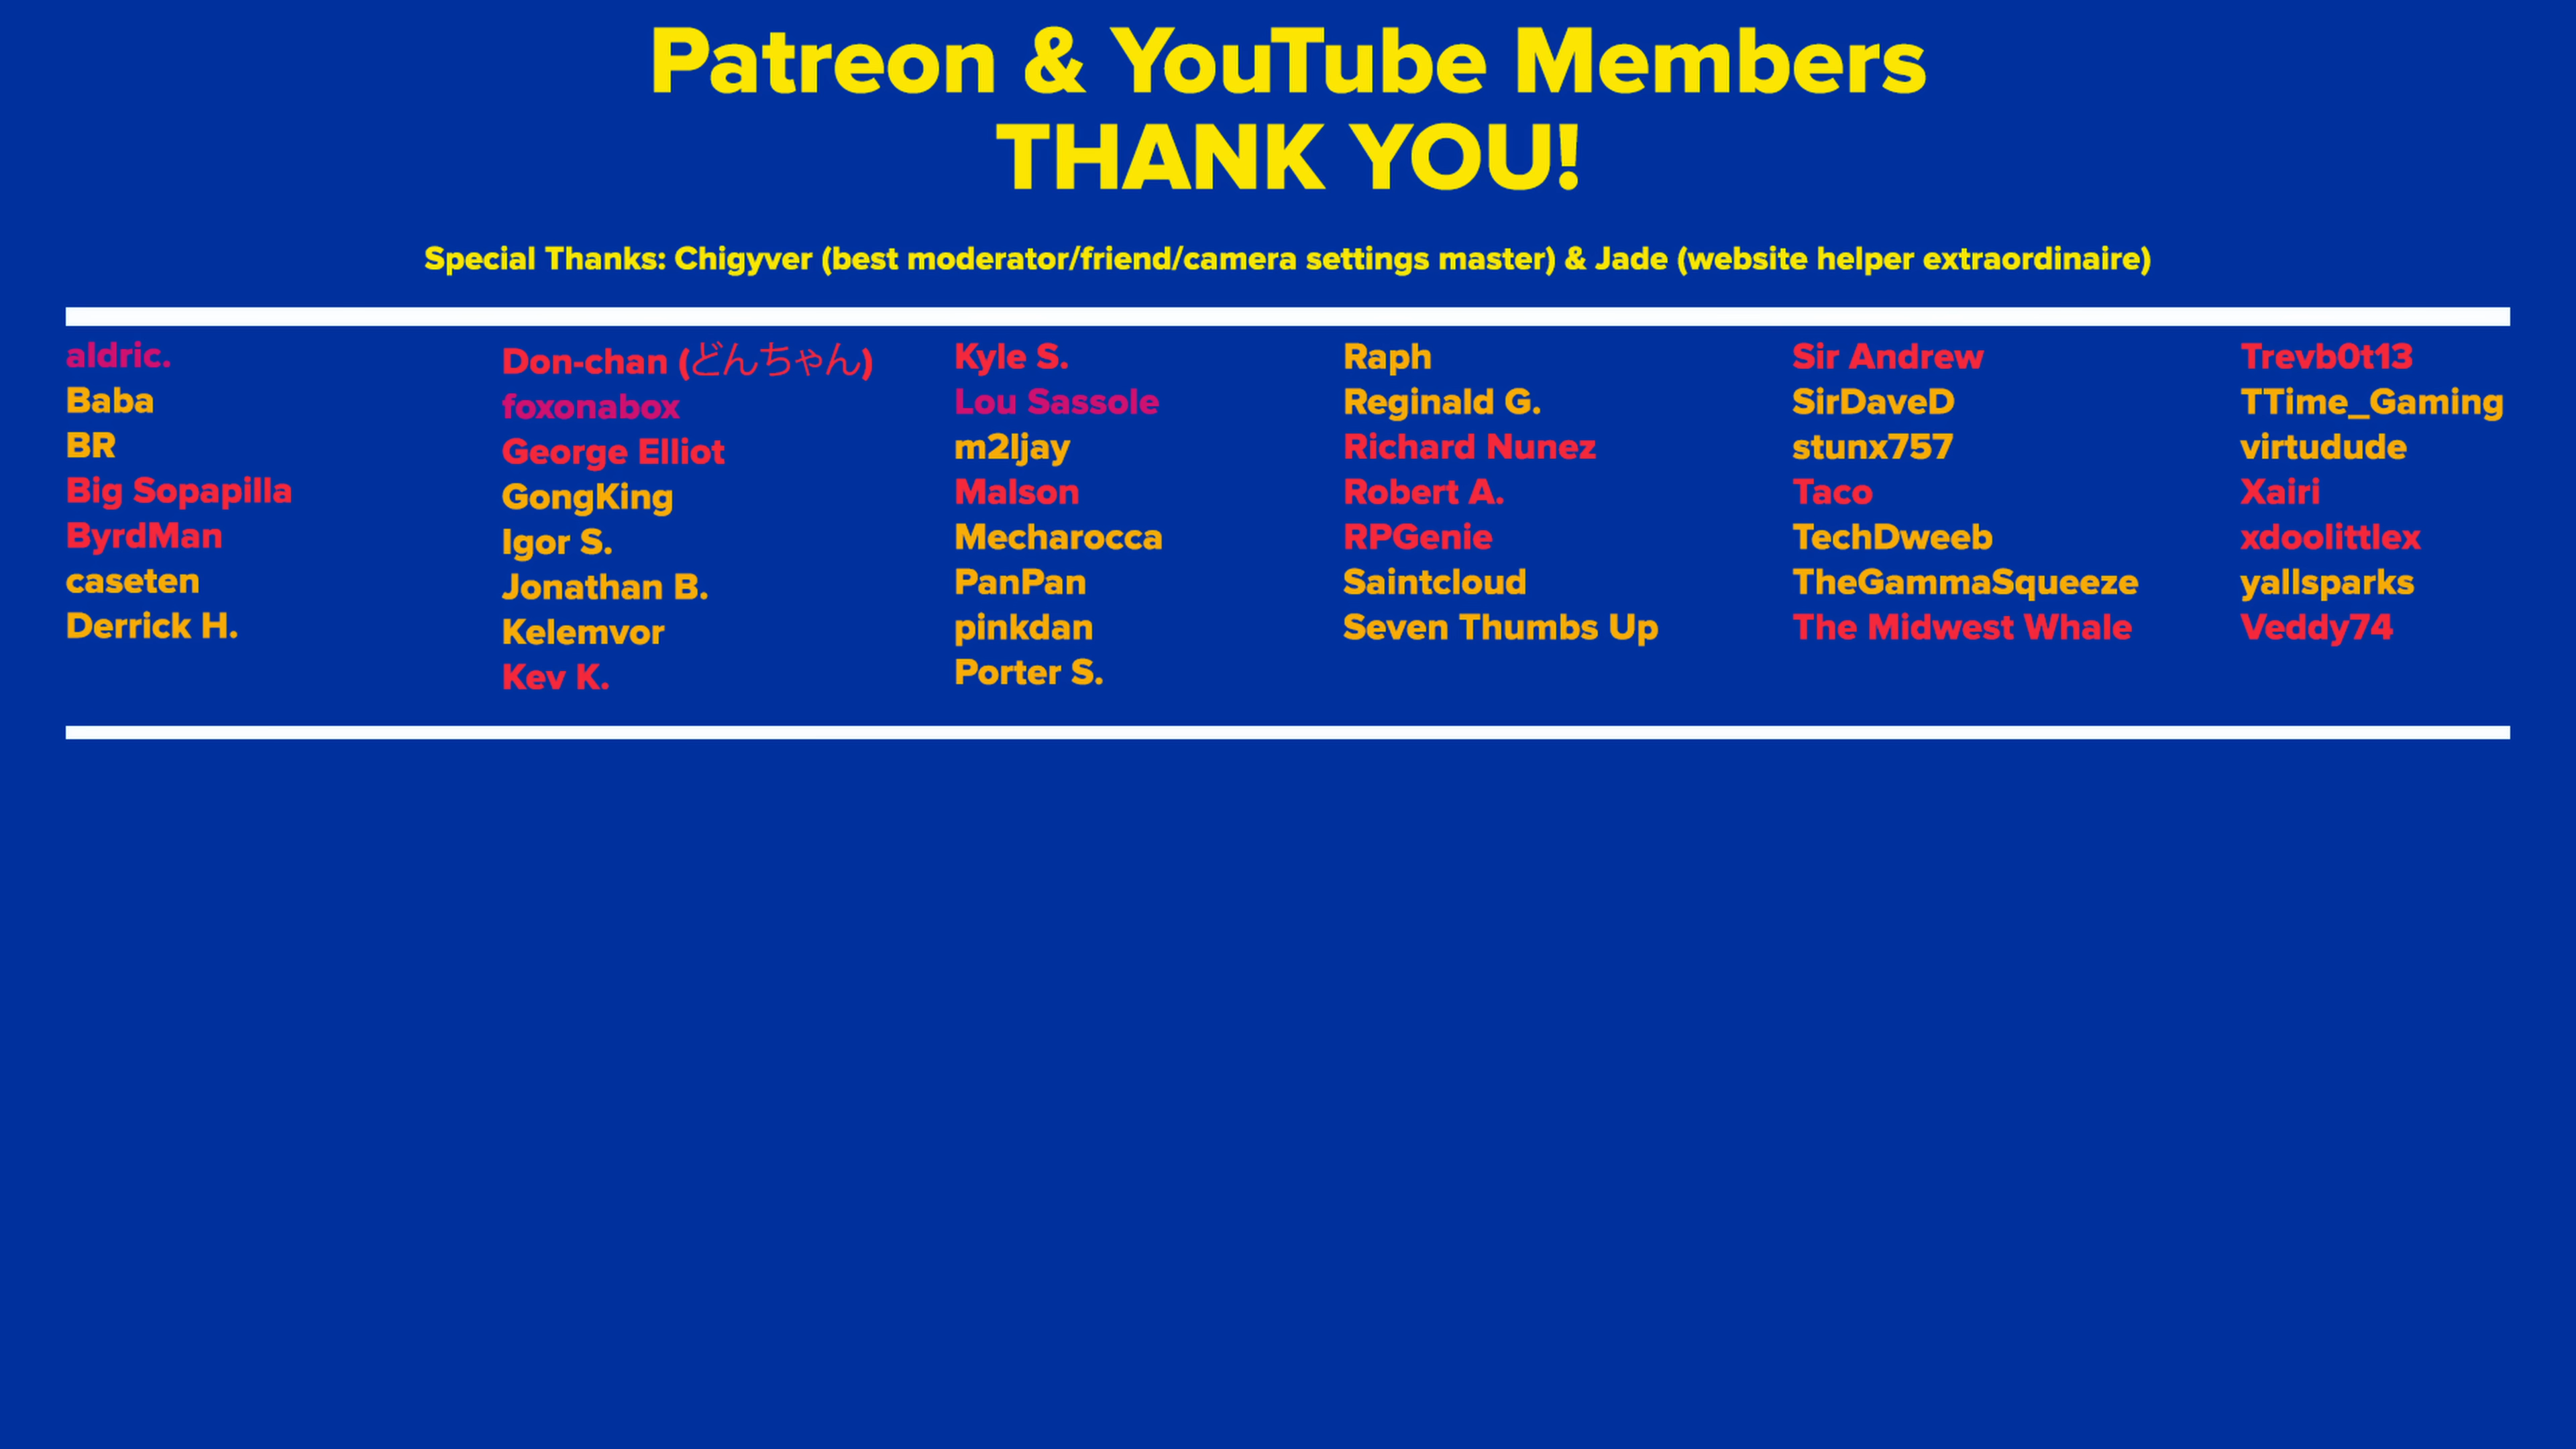 Patreon & YouTube Members
THANK YOU!
Special Thanks: Chigyver (best moderator/friend/camera settings master) & Jade (website helper extraordinaire)
aldric.
Baba
BR
Big Sopapilla
ByrdMan
caseten
Derrick H.
Don-chan (どんちゃん)
foxonabox
George Elliot
GongKing
Igor S.
Jonathan B.
Kelemvor
Kev K.
Kyle S.
Lou Sassole
m2ljay
Malson
Mecharocca
PanPan
pinkdan
Porter S.
Raph
Reginald G.
Richard Nunez
Robert A.
RPGenie
Saintcloud
Seven Thumbs Up
Sir Andrew
SirDaveD
stunx757
Taco
TechDweeb
TheGammaSqueeze
The Midwest Whale
Trevb0t13
TTime_Gaming
virtudude
Xairi
xdoolittlex
yallsparks
Veddy74